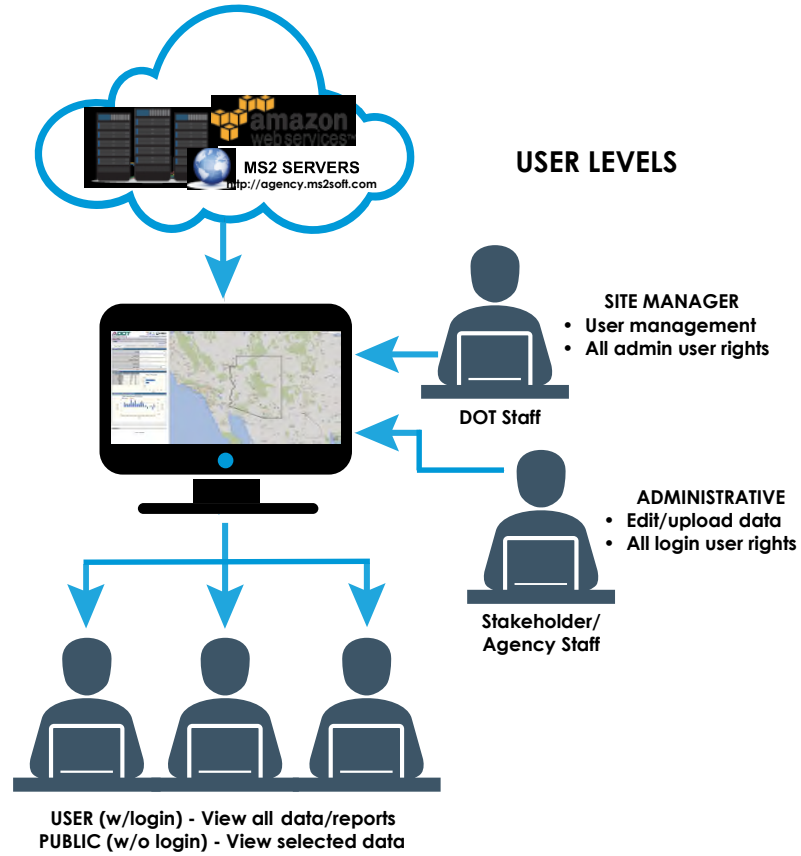 amazon
webservices™
MS2 SERVERS
http://agency.ms2soft.com
USER LEVELS
SITE MANAGER
• User management
• All admin user rights
DOT Staff
ADOT
ADMINISTRATIVE
• Edit/upload data
• All login user rights
Stakeholder/
Agency Staff
USER (w/login) - View all data/reports
PUBLIC (w/o login) - View selected data